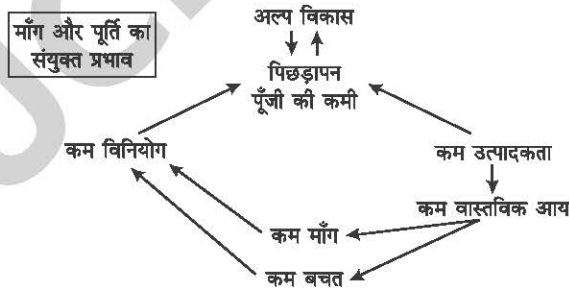 माँग और पूर्ति का
संयुक्त प्रभाव
अल्प विकास
पिछड़ापन
पूँजी की कमी
कम विनियोग
कम उत्पादकता
कम वास्तविक आय
कम माँग
कम बचत